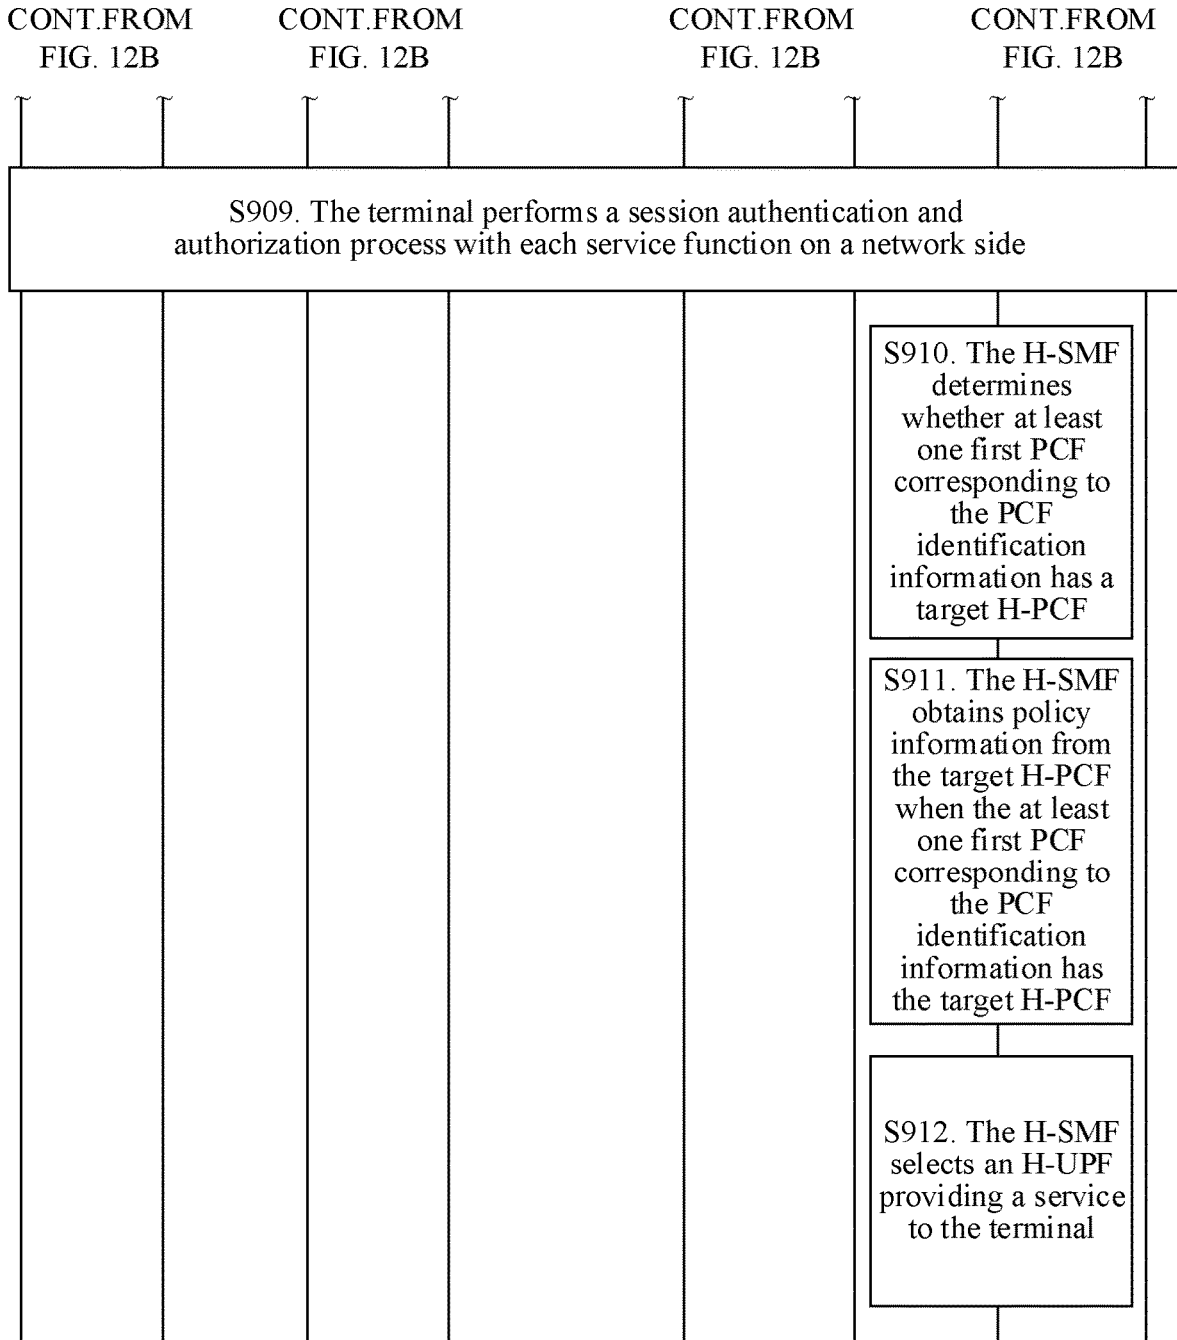 CONT.FROM
FIG. 12B
CONT.FROM
FIG. 12B
CONT.FROM
FIG. 12B
CONT.FROM
FIG. 12B
S909. The terminal performs a session authentication and
authorization process with each service function on a network side
S910. The H-SMF
determines
whether at least
one first PCF
corresponding to
the PCF
identification
information has a
target H-PCF
S911. The H-SMF
obtains policy
information from
the target H-PCF
when the at least
one first PCF
corresponding to
the PCF
identification
information has
the target H-PCF
S912. The H-SMF
selects an H-UPF
providing a service
to the terminal